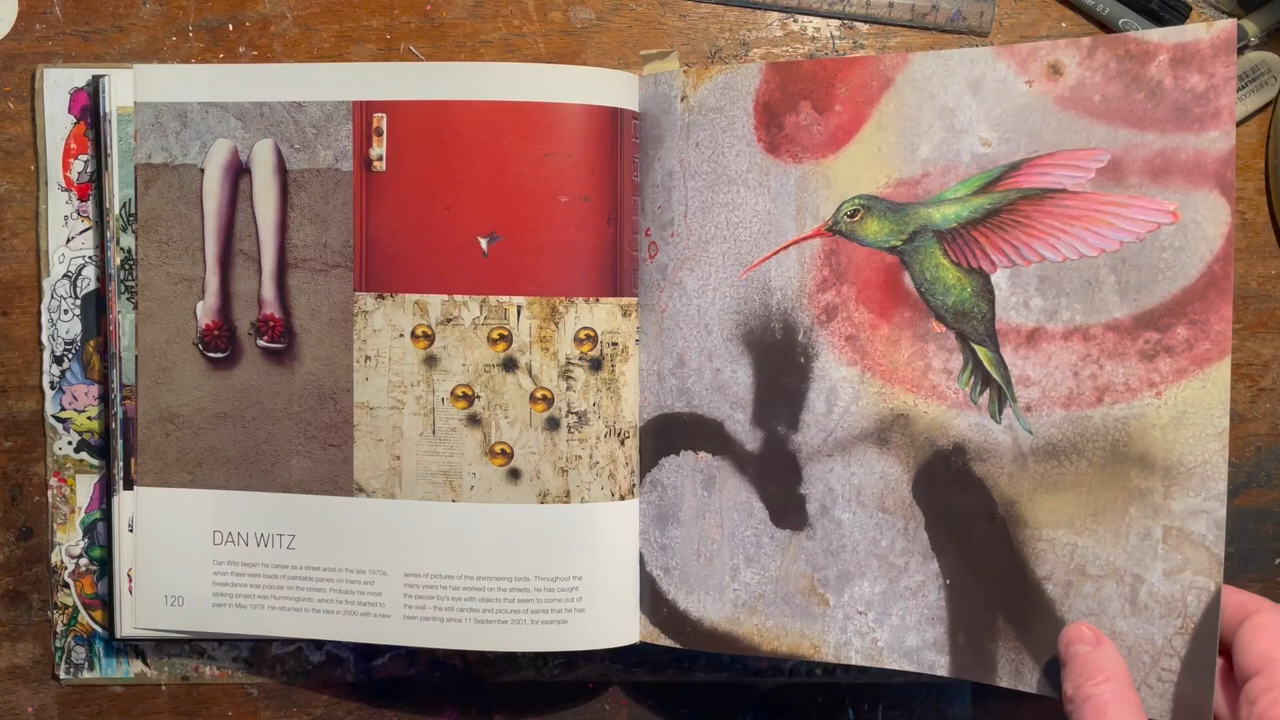 DAN WITZ
Dan Witz began his career as a street artist in the late 1970s,
when there were loads of paintable panels on trains and
breakdance was popular on the streets. Probably his most
striking project was Hummingbirds, which he first started to
paint in May 1979. He returned to the idea in 2000 with a new
series of pictures of the shimmering birds. Throughout the
many years he has worked on the streets, he has caught
the passer-by's eye with objects that seem to come out of
the wall – the still candles and pictures of saints that he has
been painting since 11 September 2001, for example.
120
0.3